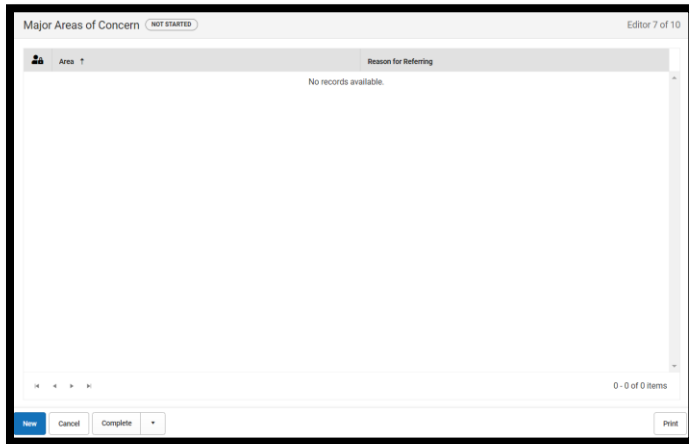 Major Areas of Concern NOT STARTED Editor 7 of 10
Area ↑ Reason for Referring
No records available.
0 - 0 of 0 items
New Cancel Complete Print